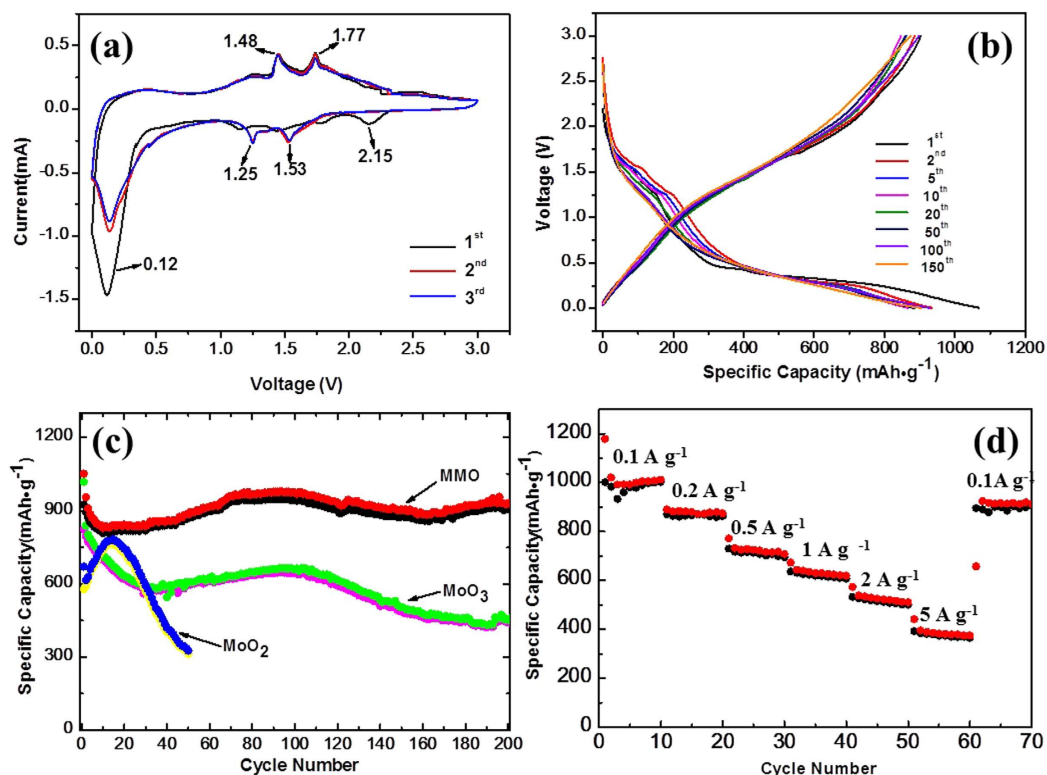 (a)
0.5
0.0
-0.5
-1.0
-1.5
Current(mA)
1.48
1.77
1.25
1.53
2.15
0.12
1st
2nd
3rd
0.0 0.5 1.0 1.5 2.0 2.5 3.0
Voltage (V)
(b)
3.0
2.5
2.0
1.5
1.0
0.5
0.0
Voltage (V)
1st
2nd
5th
10th
20th
50th
100th
150th
0 200 400 600 800 1000 1200
Specific Capacity (mAh•g-1)
(c)
1200
900
600
300
0
Specific Capacity(mAh•g-1)
MMO
MoO3
MoO2
0 20 40 60 80 100 120 140 160 180 200
Cycle Number
(d)
1200
1000
800
600
400
200
0
Specific Capacity(mAh•g-1)
0.1 A g-1
0.2 A g-1
0.5 A g-1
1 A g-1
2 A g-1
5 A g-1
0.1A g-1
0 10 20 30 40 50 60 70
Cycle Number